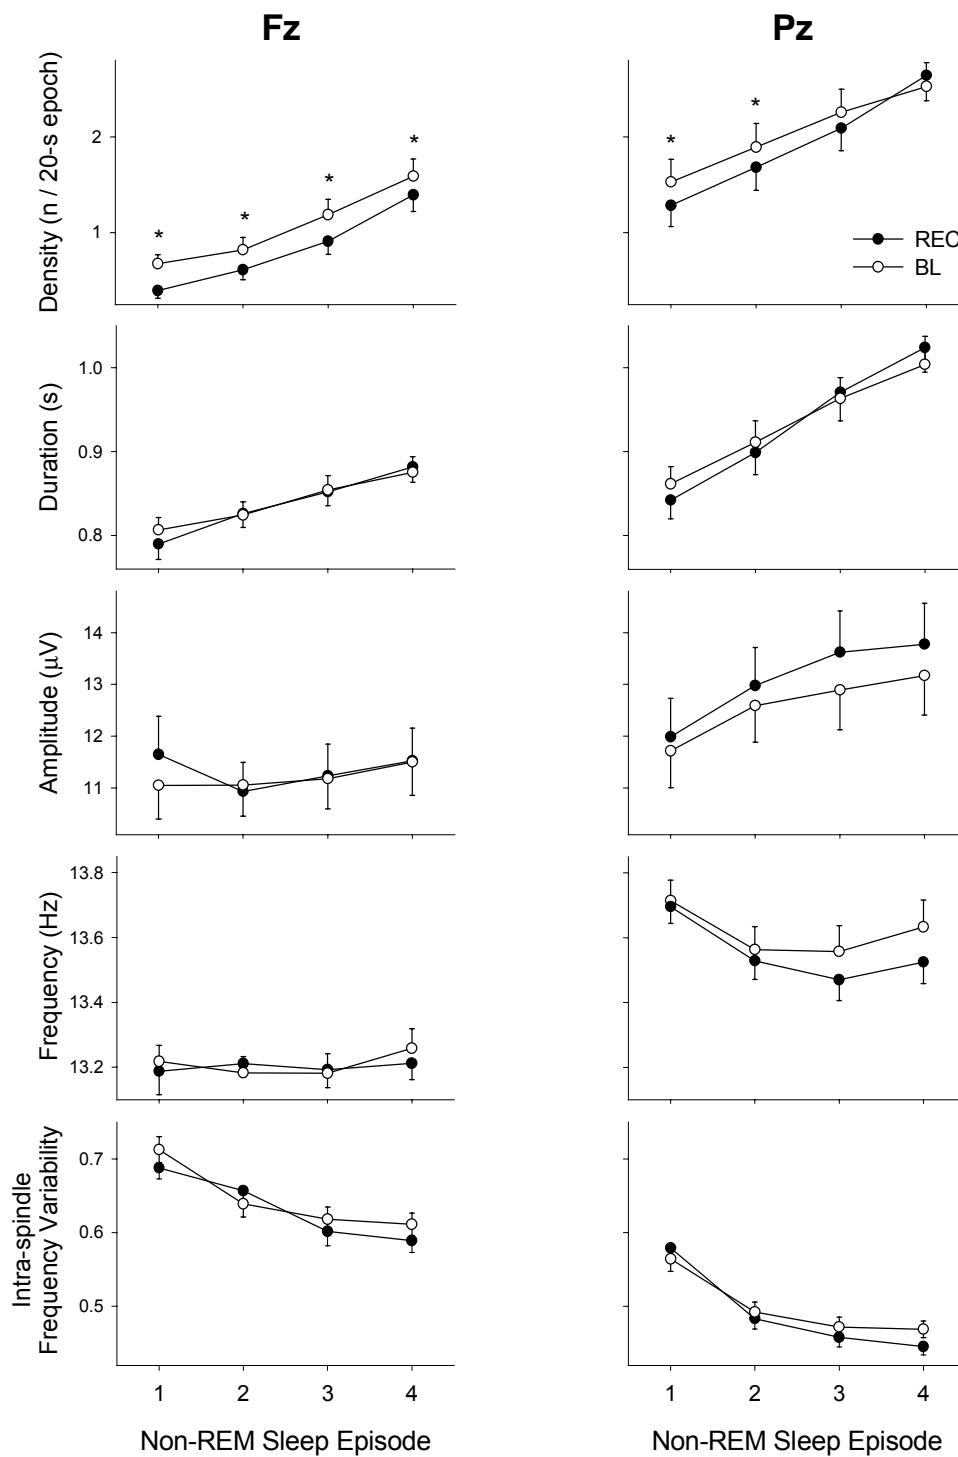 Fz
Pz
Density (n / 20-s epoch)
2
1
*
*
*
*
*
*
REC
BL
Duration (s)
1.0
0.9
0.8
Amplitude (µV)
14
13
12
11
Frequency (Hz)
13.8
13.6
13.4
13.2
Intra-spindle
Frequency Variability
0.7
0.6
0.5
1 2 3 4
1 2 3 4
Non-REM Sleep Episode
Non-REM Sleep Episode